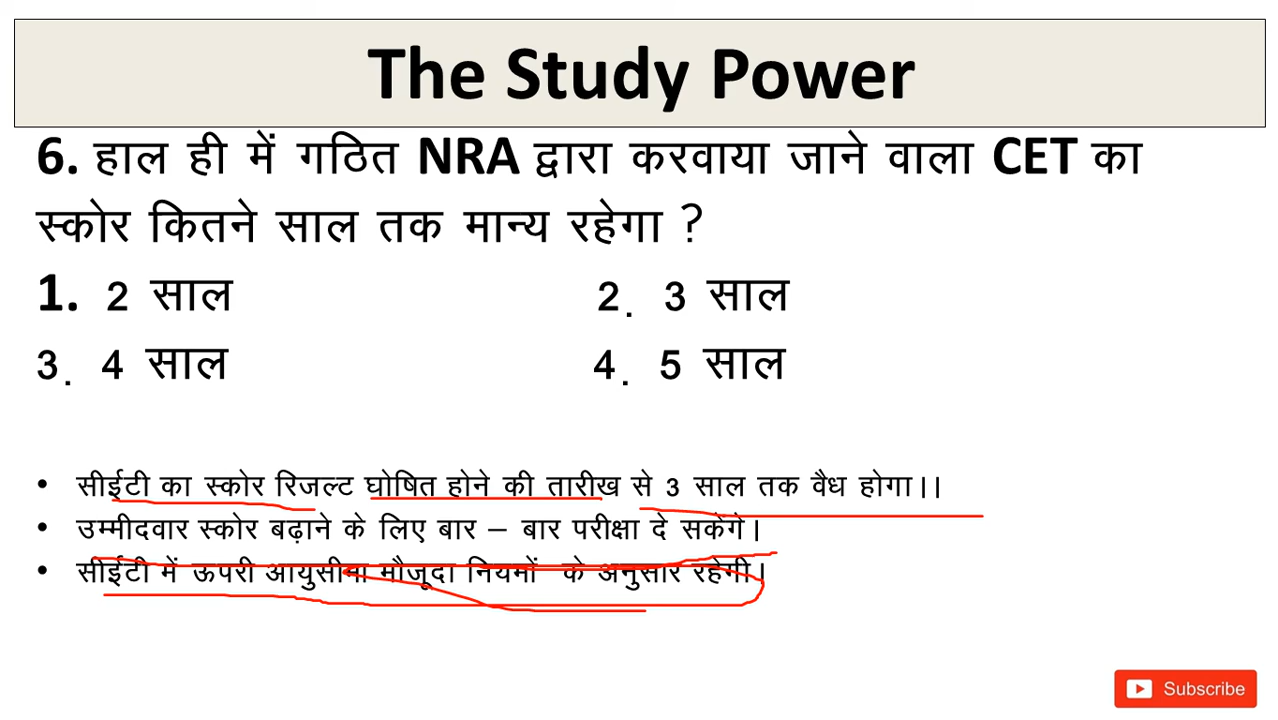 The Study Power
6. हाल ही में गठित NRA द्वारा करवाया जाने वाला CET का
स्कोर कितने साल तक मान्य रहेगा ?
1. 2 साल 2. 3 साल
3. 4 साल 4. 5 साल
• सीईटी का स्कोर रिजल्ट घोषित होने की तारीख से 3 साल तक वैध होगा।।
• उम्मीदवार स्कोर बढ़ाने के लिए बार – बार परीक्षा दे सकेंगे।
• सीईटी में ऊपरी आयुसीमा मौजूदा नियमों के अनुसार रहेगी।
Subscribe